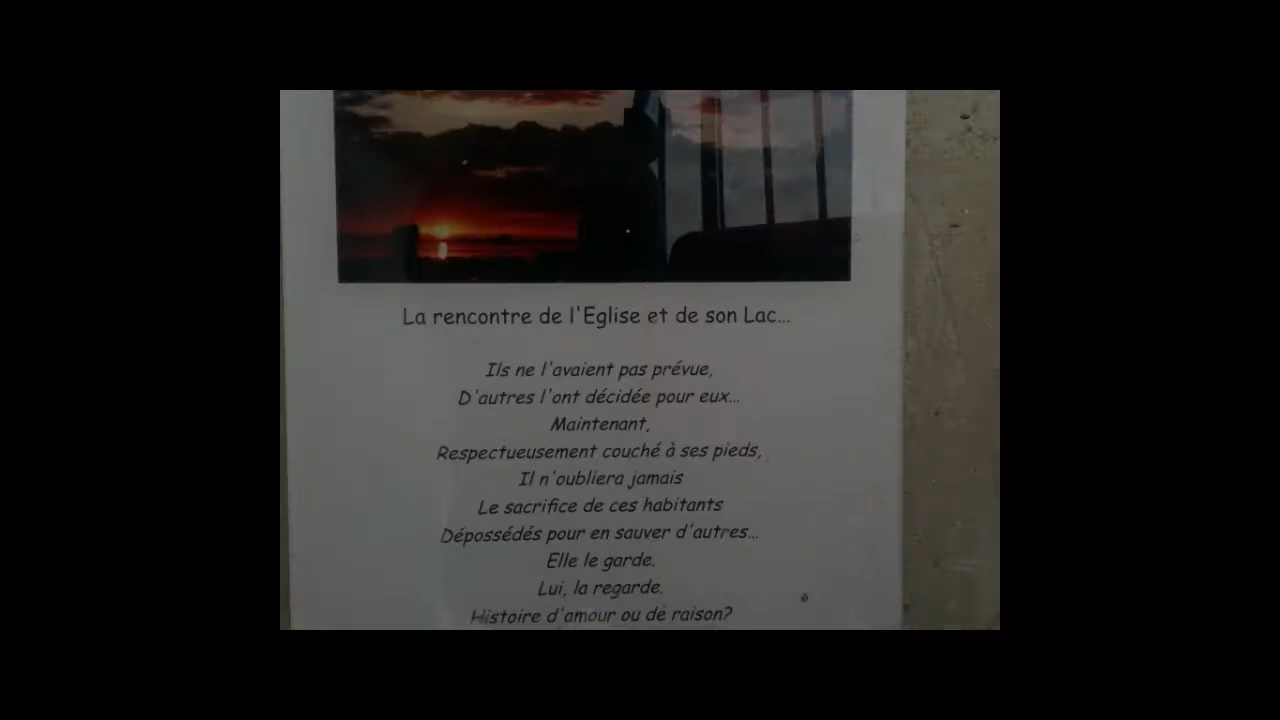 La rencontre de l'Eglise et de son Lac...
Ils ne l'avaient pas prévue,
D'autres l'ont décidée pour eux...
Maintenant,
Respectueusement couché à ses pieds,
Il n'oubliera jamais
Le sacrifice de ces habitants
Dépossédés pour en sauver d'autres...
Elle le garde.
Lui, la regarde.
Histoire d'amour ou de raison?